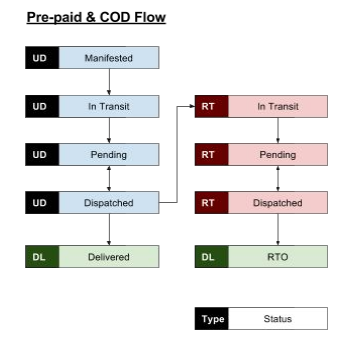 Pre-paid & COD Flow
UD Manifested
UD In Transit
RT In Transit
UD Pending
RT Pending
UD Dispatched
RT Dispatched
DL Delivered
DL RTO
Type Status